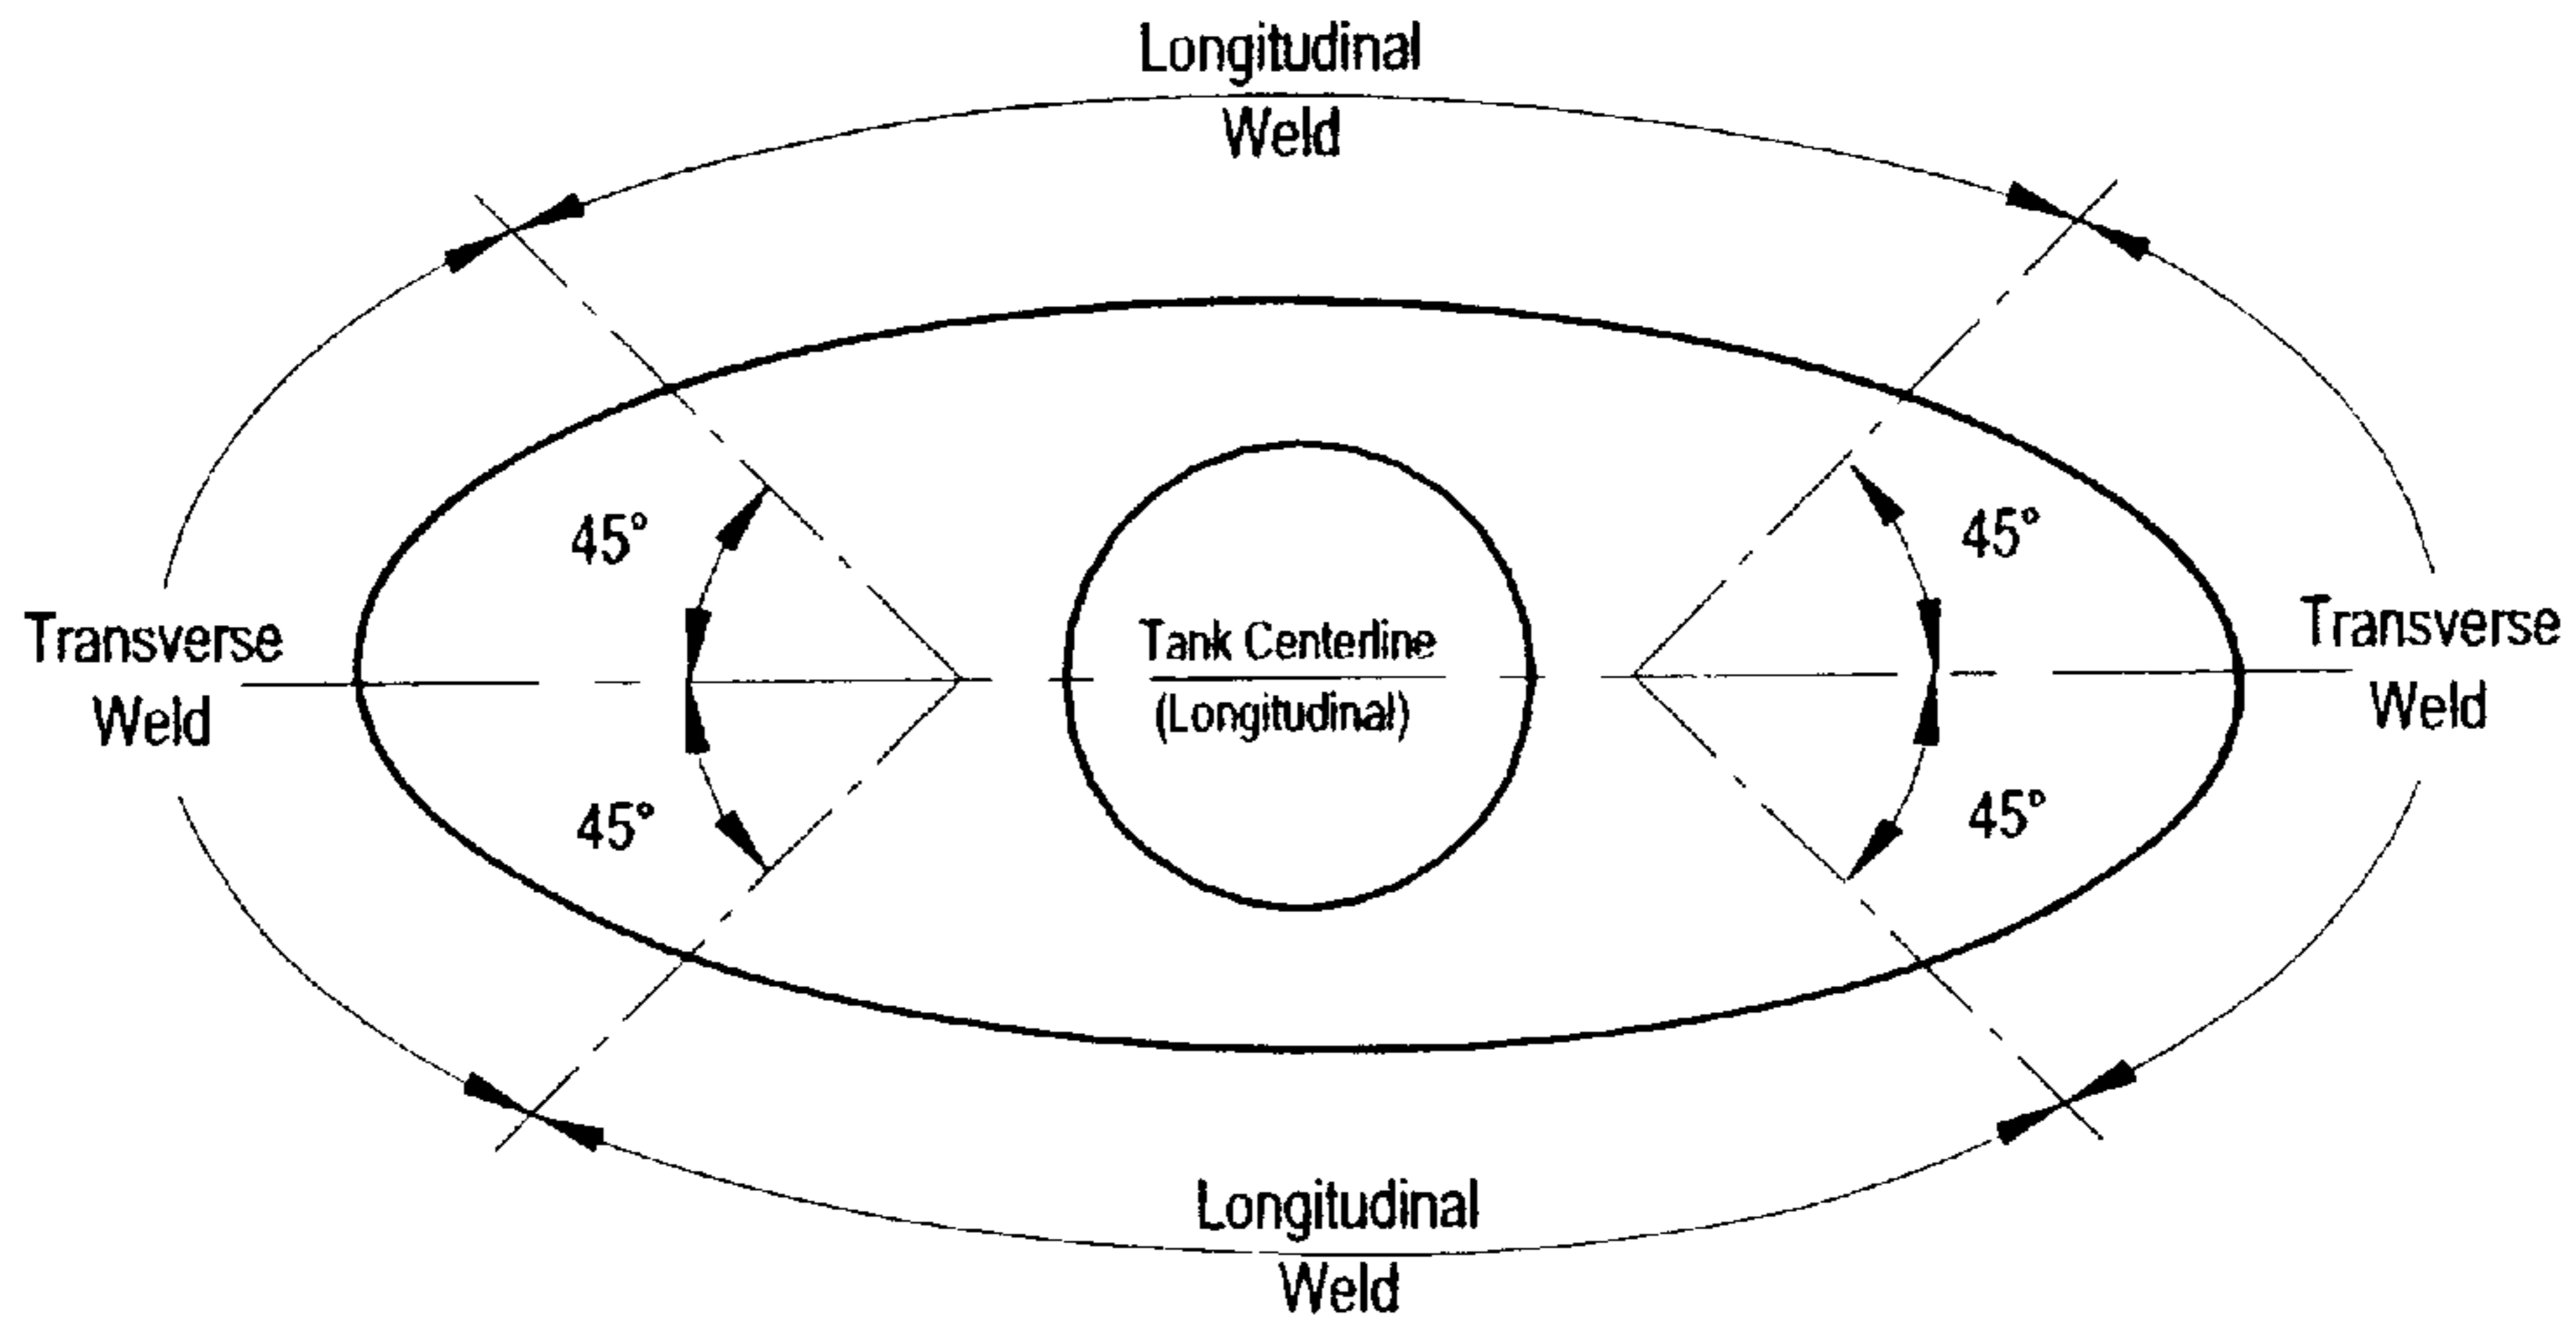 Longitudinal
Weld
45°
45°
Transverse
Weld
Tank Centerline
(Longitudinal)
Transverse
Weld
45°
45°
Longitudinal
Weld